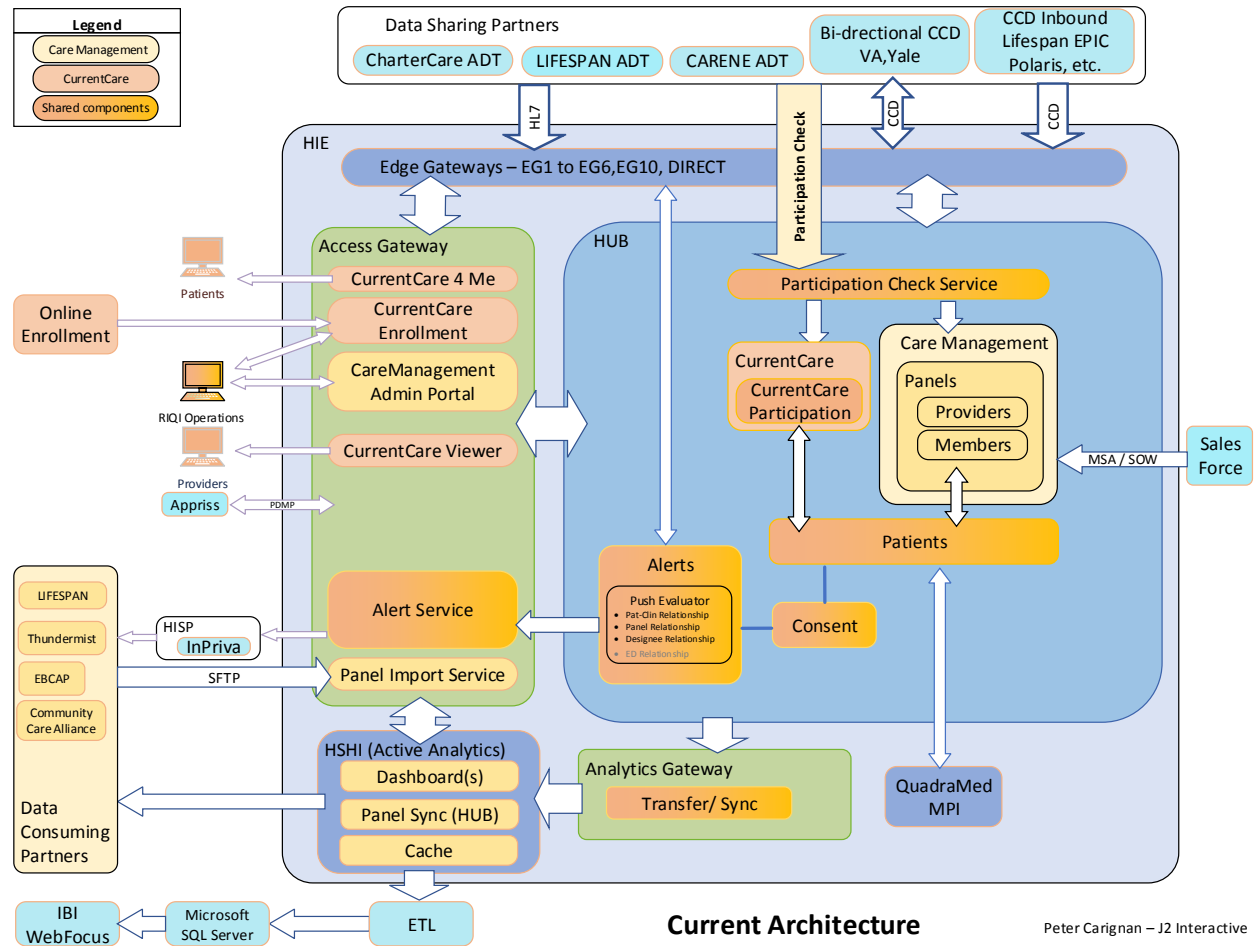 Legend
Care Management
CurrentCare
Shared components
Data Sharing Partners
CharterCare ADT
LIFESPAN ADT
CARENE ADT
Bi-drectional CCD
VA,Yale
CCD Inbound
Lifespan EPIC
Polaris, etc.
HL7
Participation Check
CCD
CCD
HIE
Edge Gateways – EG1 to EG6,EG10, DIRECT
Access Gateway
CurrentCare 4 Me
CurrentCare
Enrollment
CareManagement
Admin Portal
CurrentCare Viewer
Alert Service
Panel Import Service
Patients
Online
Enrollment
RIQI Operations
Providers
Appriss
PDMP
HUB
Participation Check Service
CurrentCare
CurrentCare
Participation
Care Management
Panels
Providers
Members
MSA / SOW
Sales
Force
Patients
Alerts
Push Evaluator
• Pat-Clin Relationship
• Panel Relationship
• Designee Relationship
• ED Relationship
Consent
LIFESPAN
Thundermist
EBCAP
Community
Care Alliance
Data
Consuming
Partners
HISP
InPriva
SFTP
HSHI (Active Analytics)
Dashboard(s)
Panel Sync (HUB)
Cache
Analytics Gateway
Transfer/ Sync
QuadraMed
MPI
IBI
WebFocus
Microsoft
SQL Server
ETL
Current Architecture
Peter Carignan – J2 Interactive